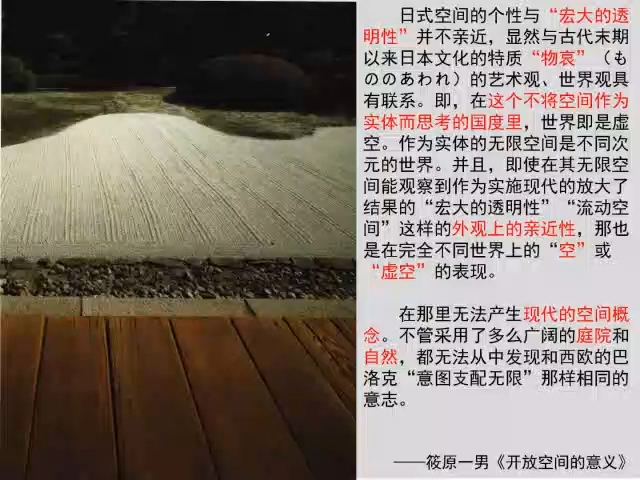 日式空间的个性与“宏大的透
明性”并不亲近，显然与古代末期
以来日本文化的特质“物哀”（も
ののあわれ）的艺术观、世界观具
有联系。即，在这个不将空间作为
实体而思考的国度里，世界即是虚
空。作为实体的无限空间是不同次
元的世界。并且，即使在其无限空
间能观察到作为实施现代的放大了
结果的“宏大的透明性”“流动空
间”这样的外观上的亲近性，那也
是在完全不同世界上的“空”或
“虚空”的表现。
在那里无法产生现代的空间概
念。不管采用了多么广阔的庭院和
自然，都无法从中发现和西欧的巴
洛克“意图支配无限”那样相同的
意志。
——筱原一男《开放空间的意义》